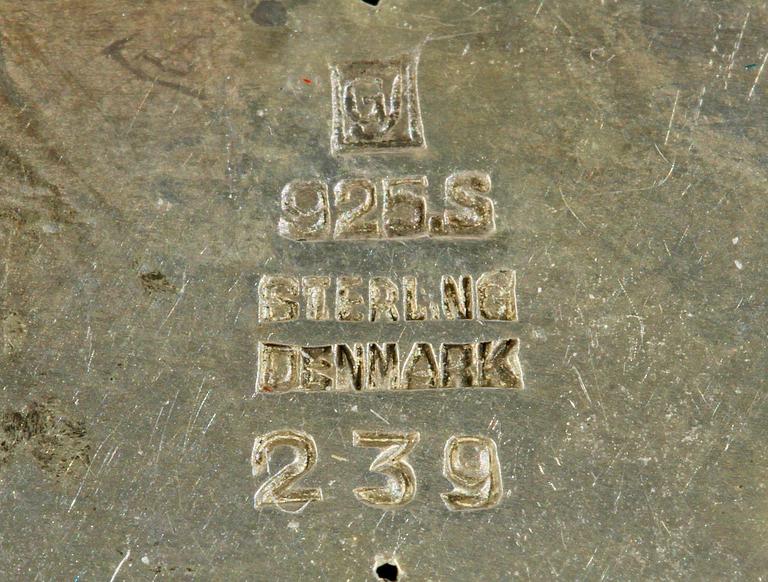 925.S
STERLING
DENMARK
239